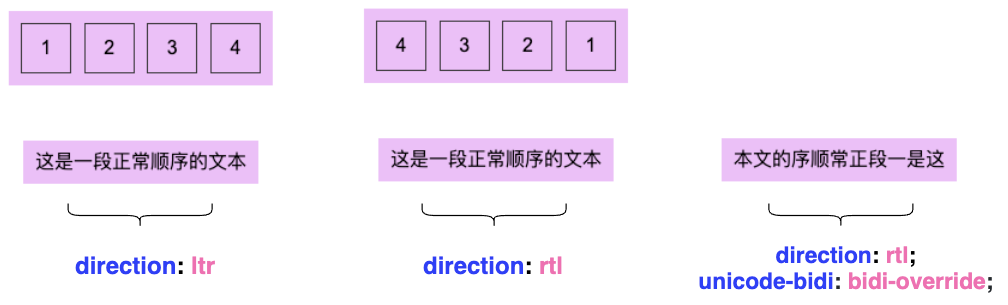 1 2 3 4
4 3 2 1
这是一段正常顺序的文本
这是一段正常顺序的文本
本文的序顺常正段一是这
direction: ltr
direction: rtl
direction: rtl;
unicode-bidi: bidi-override;